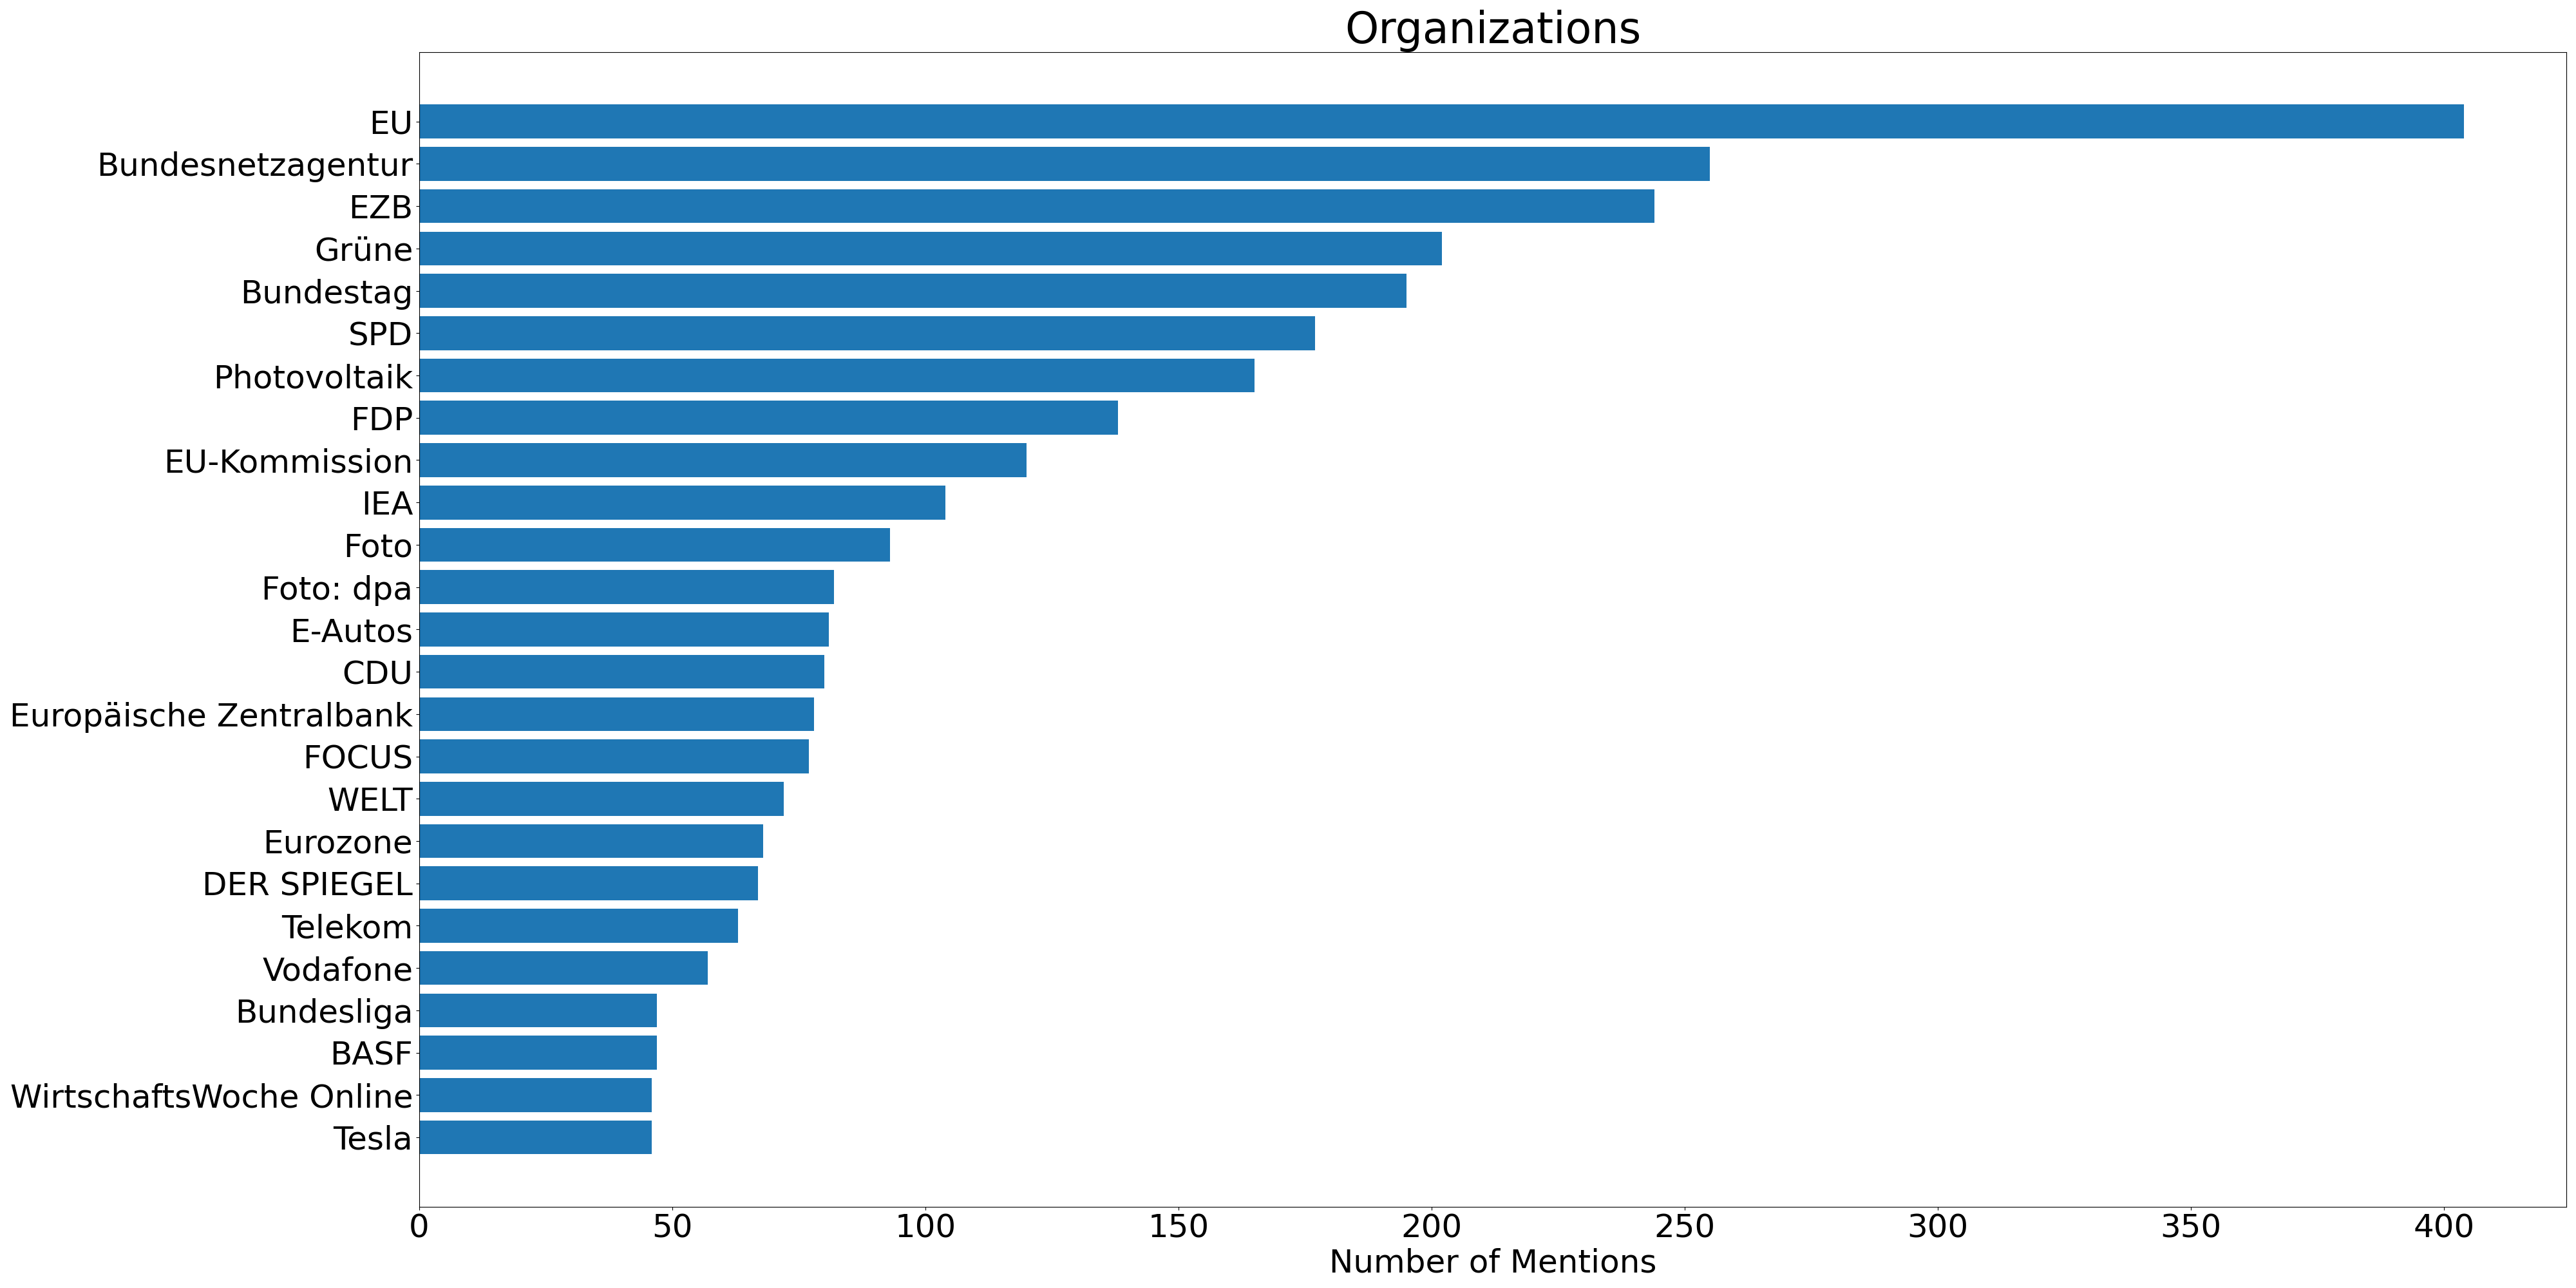 Organizations
EU
Bundesnetzagentur
EZB
Grüne
Bundestag
SPD
Photovoltaik
FDP
EU-Kommission
IEA
Foto
Foto: dpa
E-Autos
CDU
Europäische Zentralbank
FOCUS
WELT
Eurozone
DER SPIEGEL
Telekom
Vodafone
Bundesliga
BASF
WirtschaftsWoche Online
Tesla
0 50 100 150 200 250 300 350 400
Number of Mentions